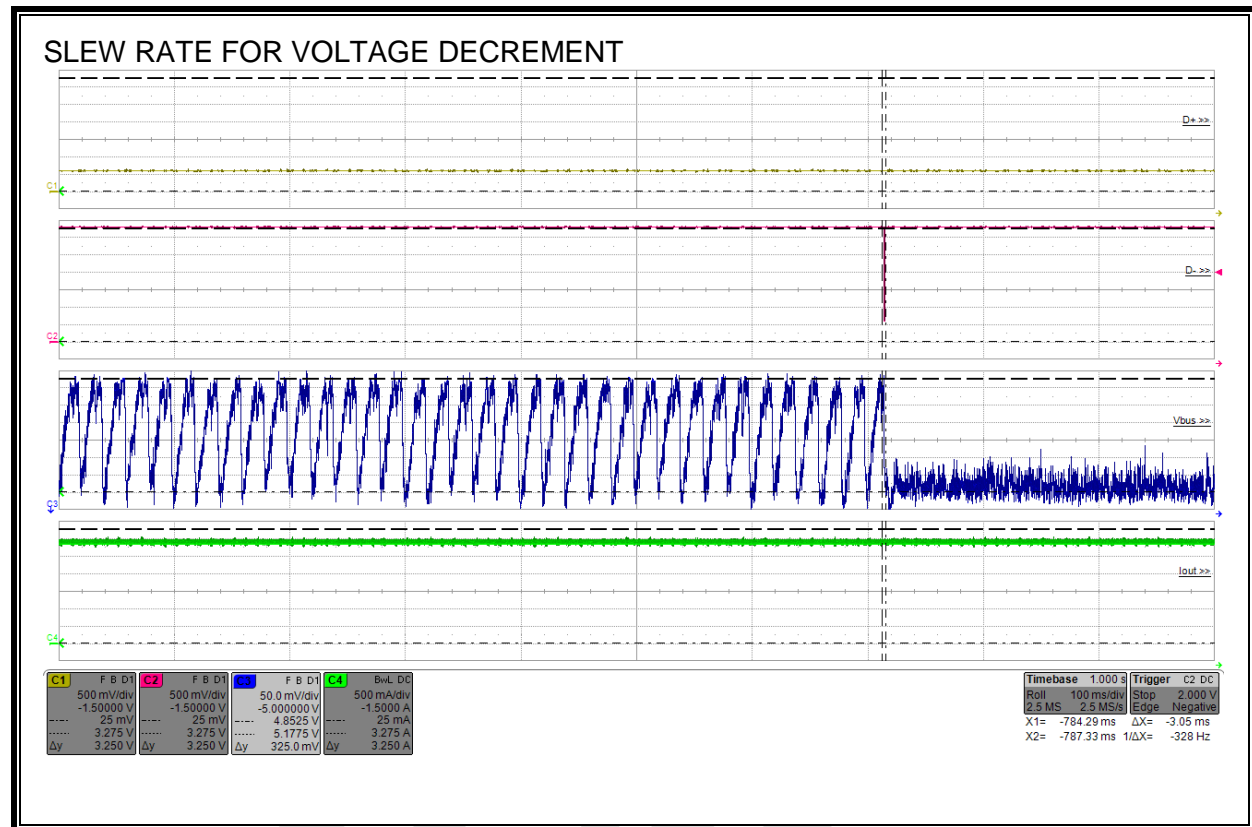 SLEW RATE FOR VOLTAGE DECREMENT
D+ >>
C1
D- >>
C2
Vbus >>
C3
Iout >>
C4
C1 F B D1 C2 F B D1 C3 F B D1 C4 BwL DC
500 mV/div 500 mV/div 50.0 mV/div 500 mA/div
-1.50000 V -1.50000 V -5.000000 V -1.5000 A
25 mV 25 mV 4.8525 V 25 mA
3.275 V 3.275 V 5.1775 V 3.275 A
Δy 3.250 V Δy 3.250 V Δy 325.0 mV Δy 3.250 A
Timebase 1.000 s Trigger C2 DC
Roll 100 ms/div Stop 2.000 V
2.5 MS 2.5 MS/s Edge Negative
X1= -784.29 ms ΔX= -3.05 ms
X2= -787.33 ms 1/ΔX= -328 Hz